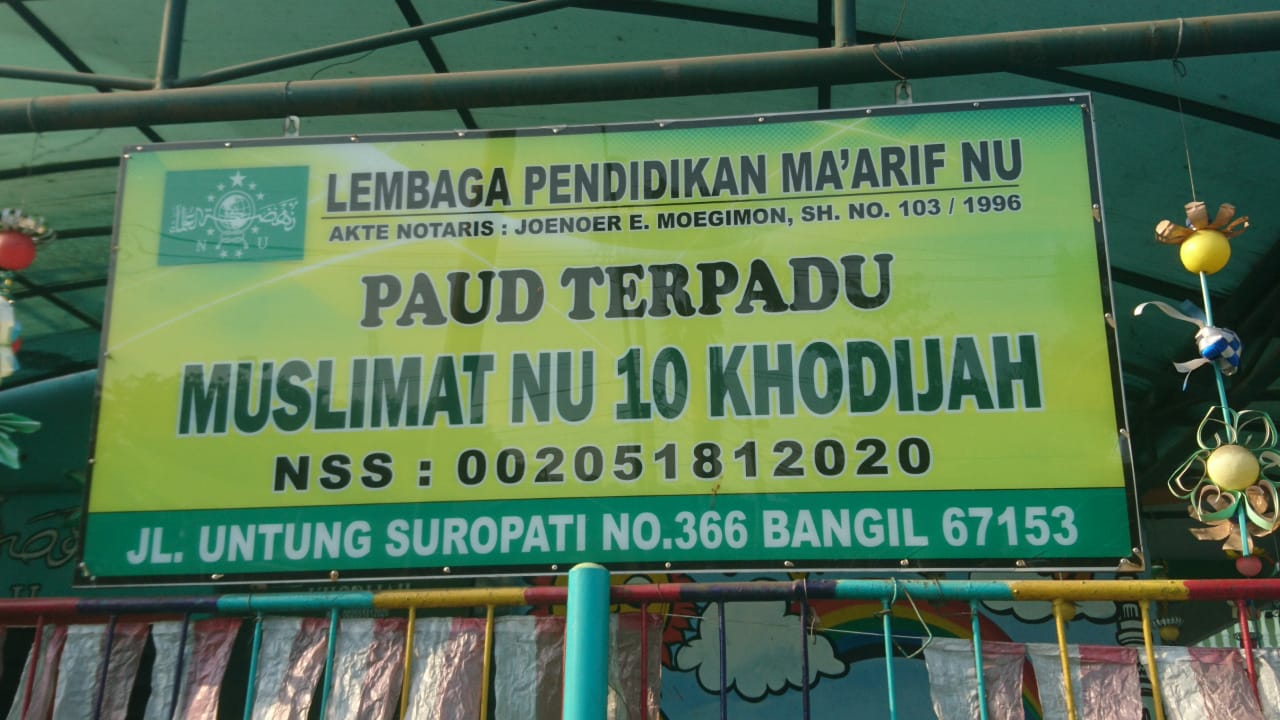 LEMBAGA PENDIDIKAN MA'ARIF NU
AKTE NOTARIS : JOENOER E. MOEGIMON, SH. NO. 103 / 1996
N U
PAUD TERPADU
MUSLIMAT NU 10 KHODIJAH
NSS : 002051812020
JL. UNTUNG SUROPATI NO.366 BANGIL 67153